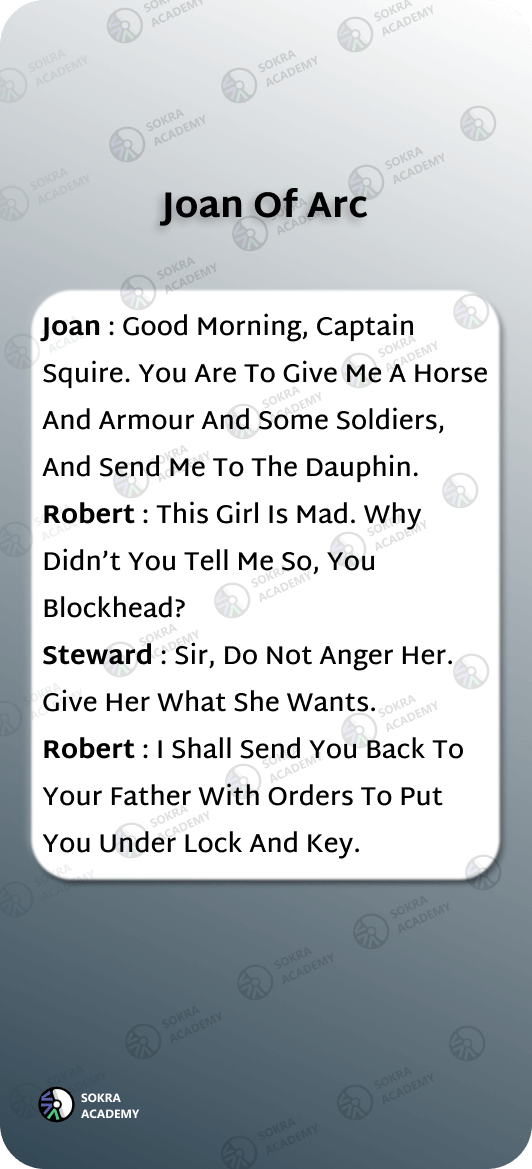 Joan Of Arc
Joan : Good Morning, Captain
Squire. You Are To Give Me A Horse
And Armour And Some Soldiers,
And Send Me To The Dauphin.
Robert : This Girl Is Mad. Why
Didn’t You Tell Me So, You
Blockhead?
Steward : Sir, Do Not Anger Her.
Give Her What She Wants.
Robert : I Shall Send You Back To
Your Father With Orders To Put
You Under Lock And Key.
SOKRA
ACADEMY